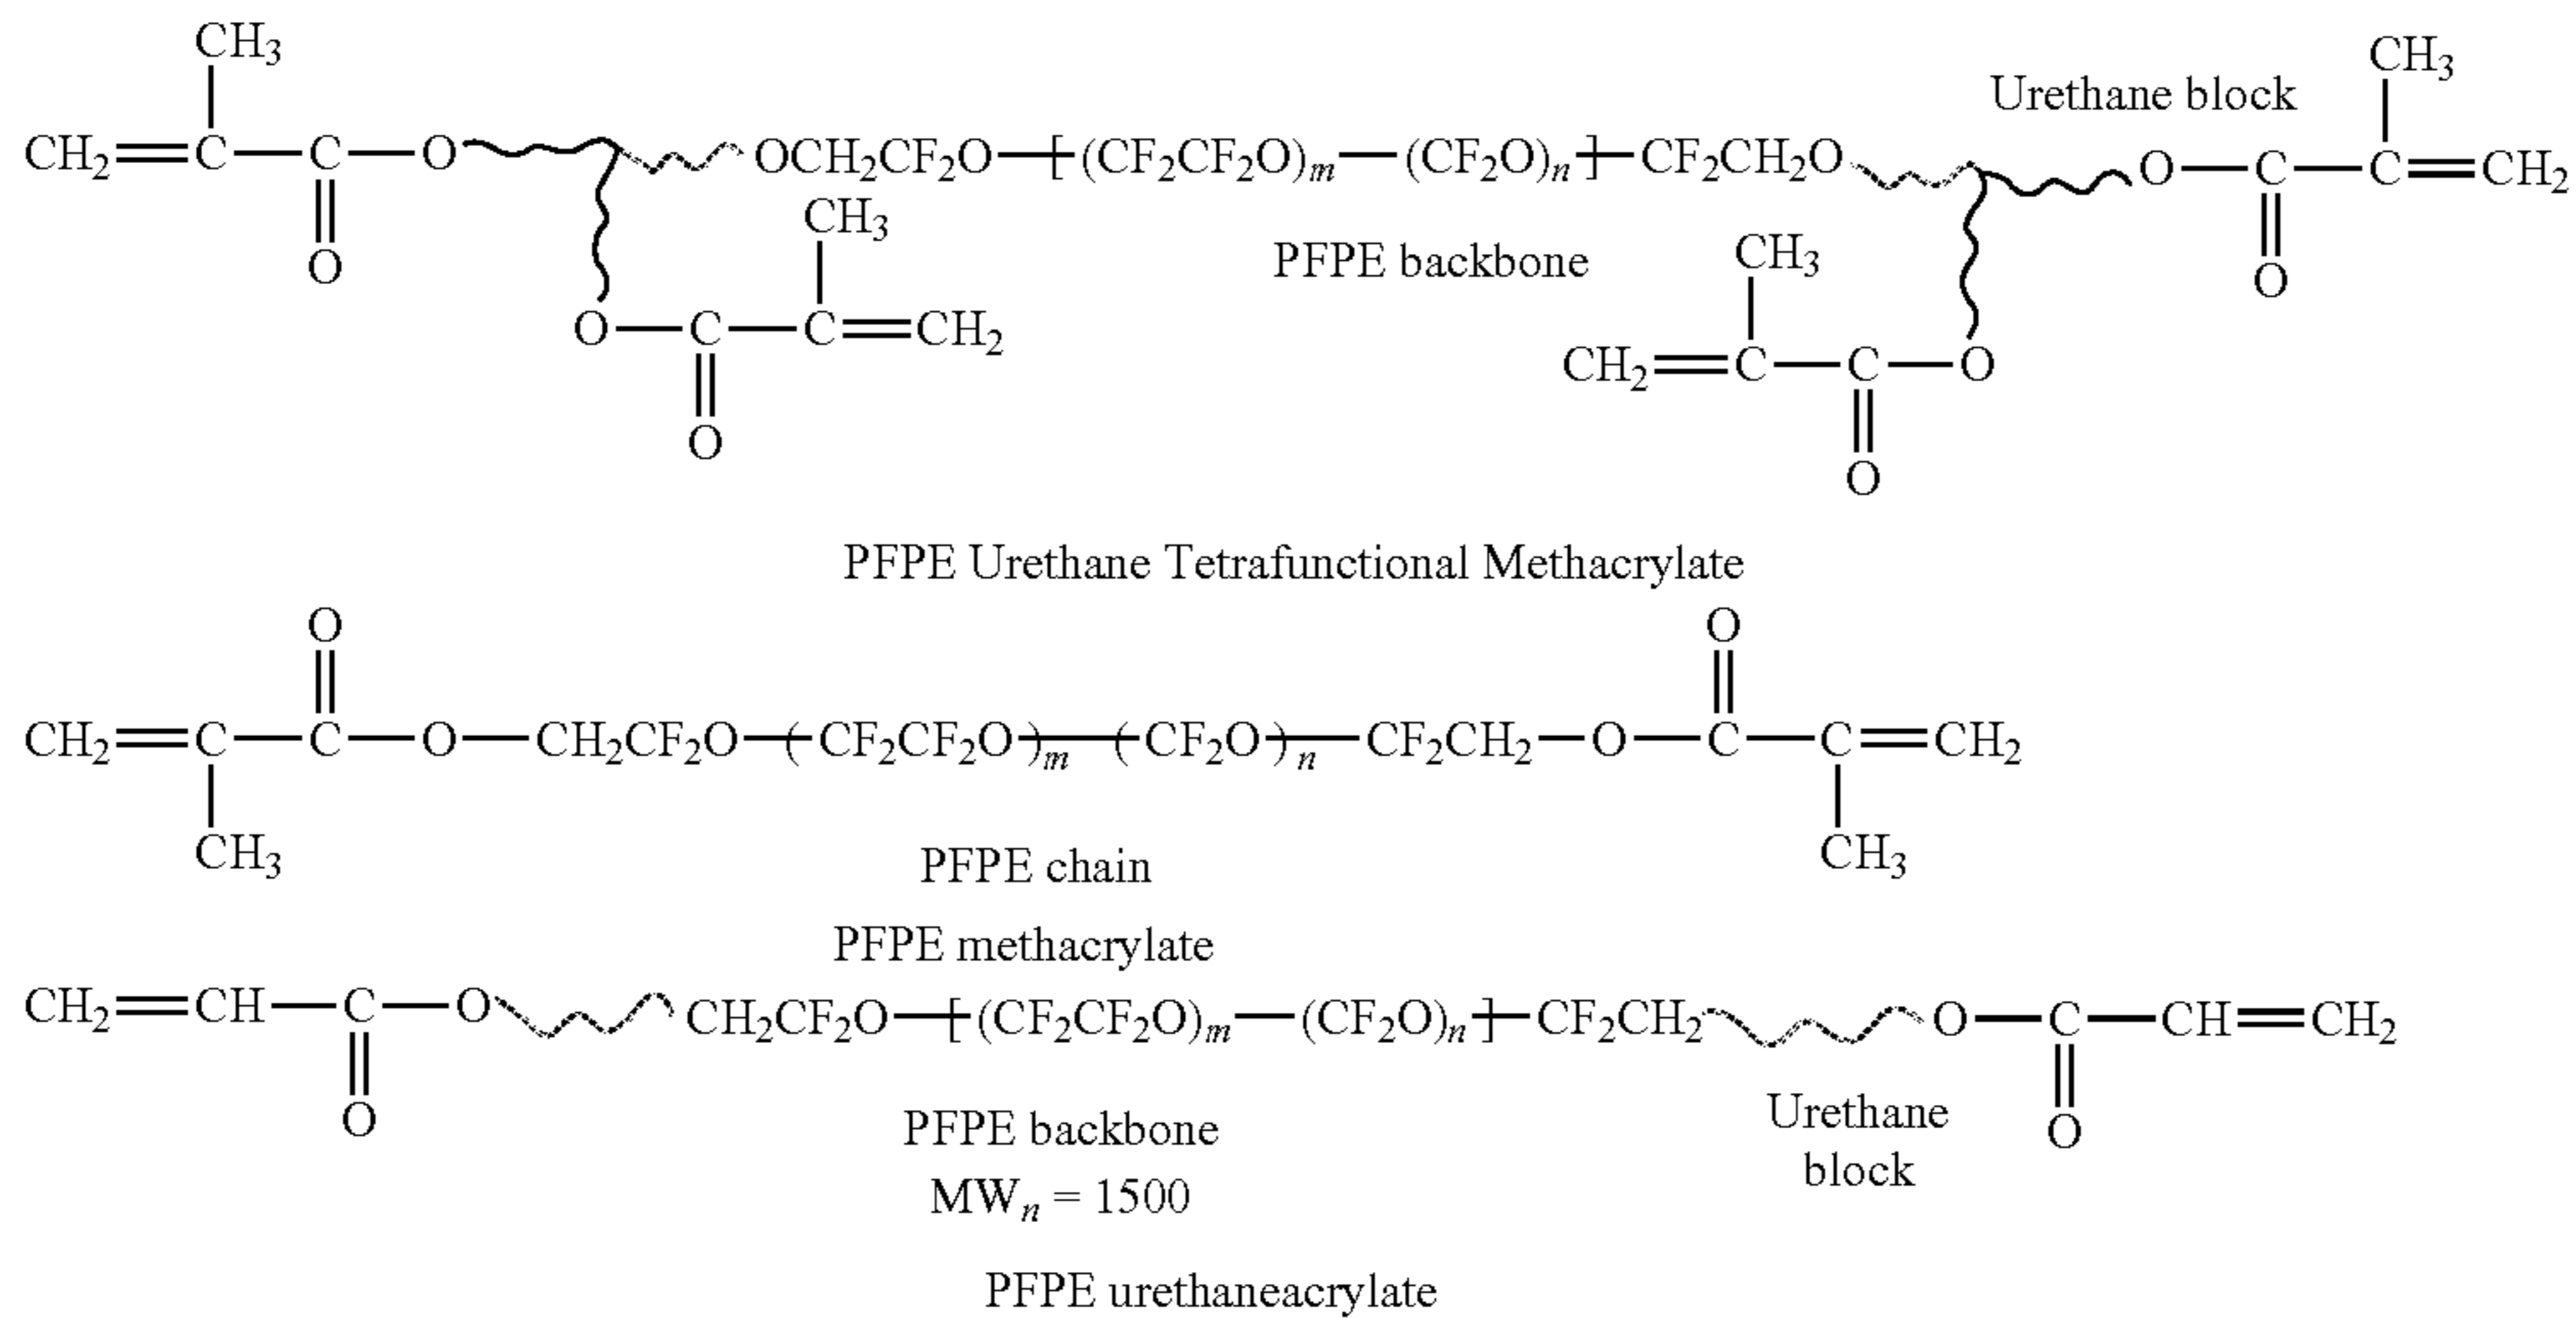 CH3 CH3
Urethane block
CH2=C—C—O OCH2CF2O—[(CF2CF2O)m—(CF2O)n]—CF2CH2O O—C—C=CH2
O CH3 PFPE backbone CH3 O
O—C—C=CH2 CH2=C—C—O
O O
PFPE Urethane Tetrafunctional Methacrylate
O O
CH2=C—C—O—CH2CF2O—(CF2CF2O)m—(CF2O)n—CF2CH2—O—C—C=CH2
CH3 CH3
PFPE chain
PFPE methacrylate
CH2=CH—C—O CH2CF2O—[(CF2CF2O)m—(CF2O)n]—CF2CH2 O—C—CH=CH2
O O
PFPE backbone
MWn = 1500
Urethane
block
PFPE urethaneacrylate